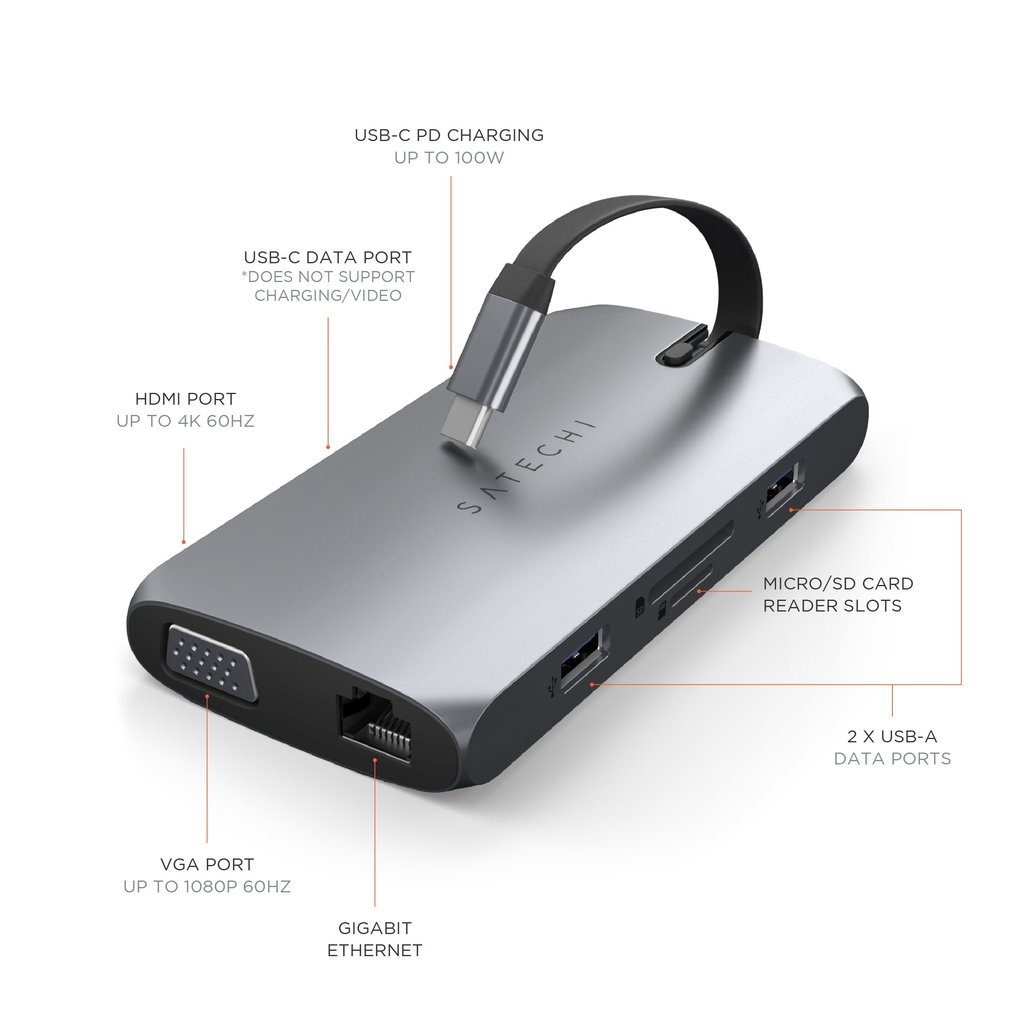 USB-C PD CHARGING
UP TO 100W
USB-C DATA PORT
*DOES NOT SUPPORT
CHARGING/VIDEO
HDMI PORT
UP TO 4K 60HZ
SATECHI
MICRO/SD CARD
READER SLOTS
2 X USB-A
DATA PORTS
VGA PORT
UP TO 1080P 60HZ
GIGABIT
ETHERNET